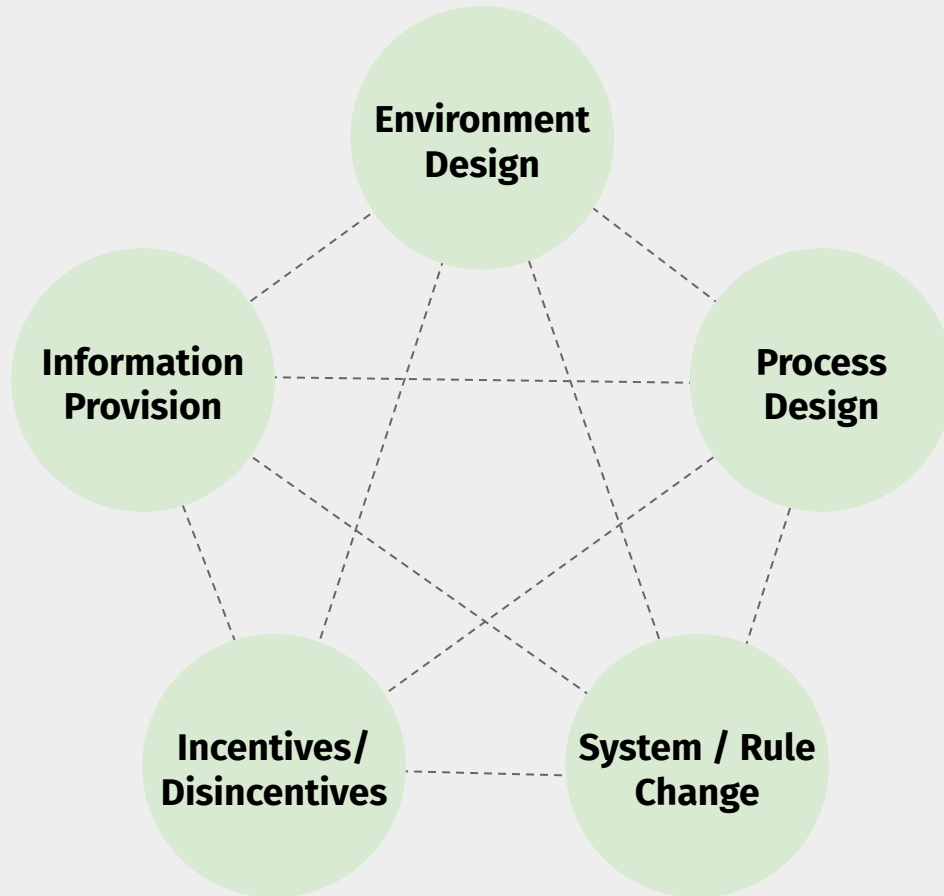 Environment
Design
Information
Provision
Process
Design
Incentives/
Disincentives
System / Rule
Change